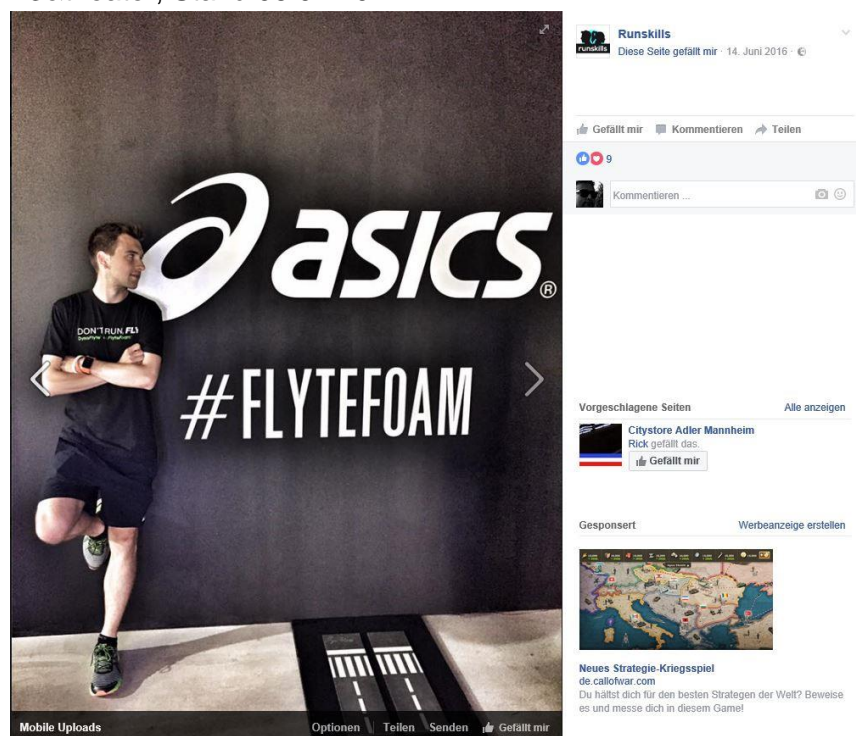 Runskills
runskills
Diese Seite gefällt mir · 14. Juni 2016 ·
Gefällt mir Kommentieren Teilen
9
Kommentieren ...
asics®
DON'T RUN, FLY
#FLYTEFOAM
Vorgeschlagene Seiten Alle anzeigen
Citystore Adler Mannheim
Rick gefällt das.
Gefällt mir
Gesponsert Werbeanzeige erstellen
Neues Strategie-Kriegsspiel
de.callofwar.com
Du hältst dich für den besten Strategen der Welt? Beweise
es und messe dich in diesem Game!
Mobile Uploads Optionen Teilen Senden Gefällt mir